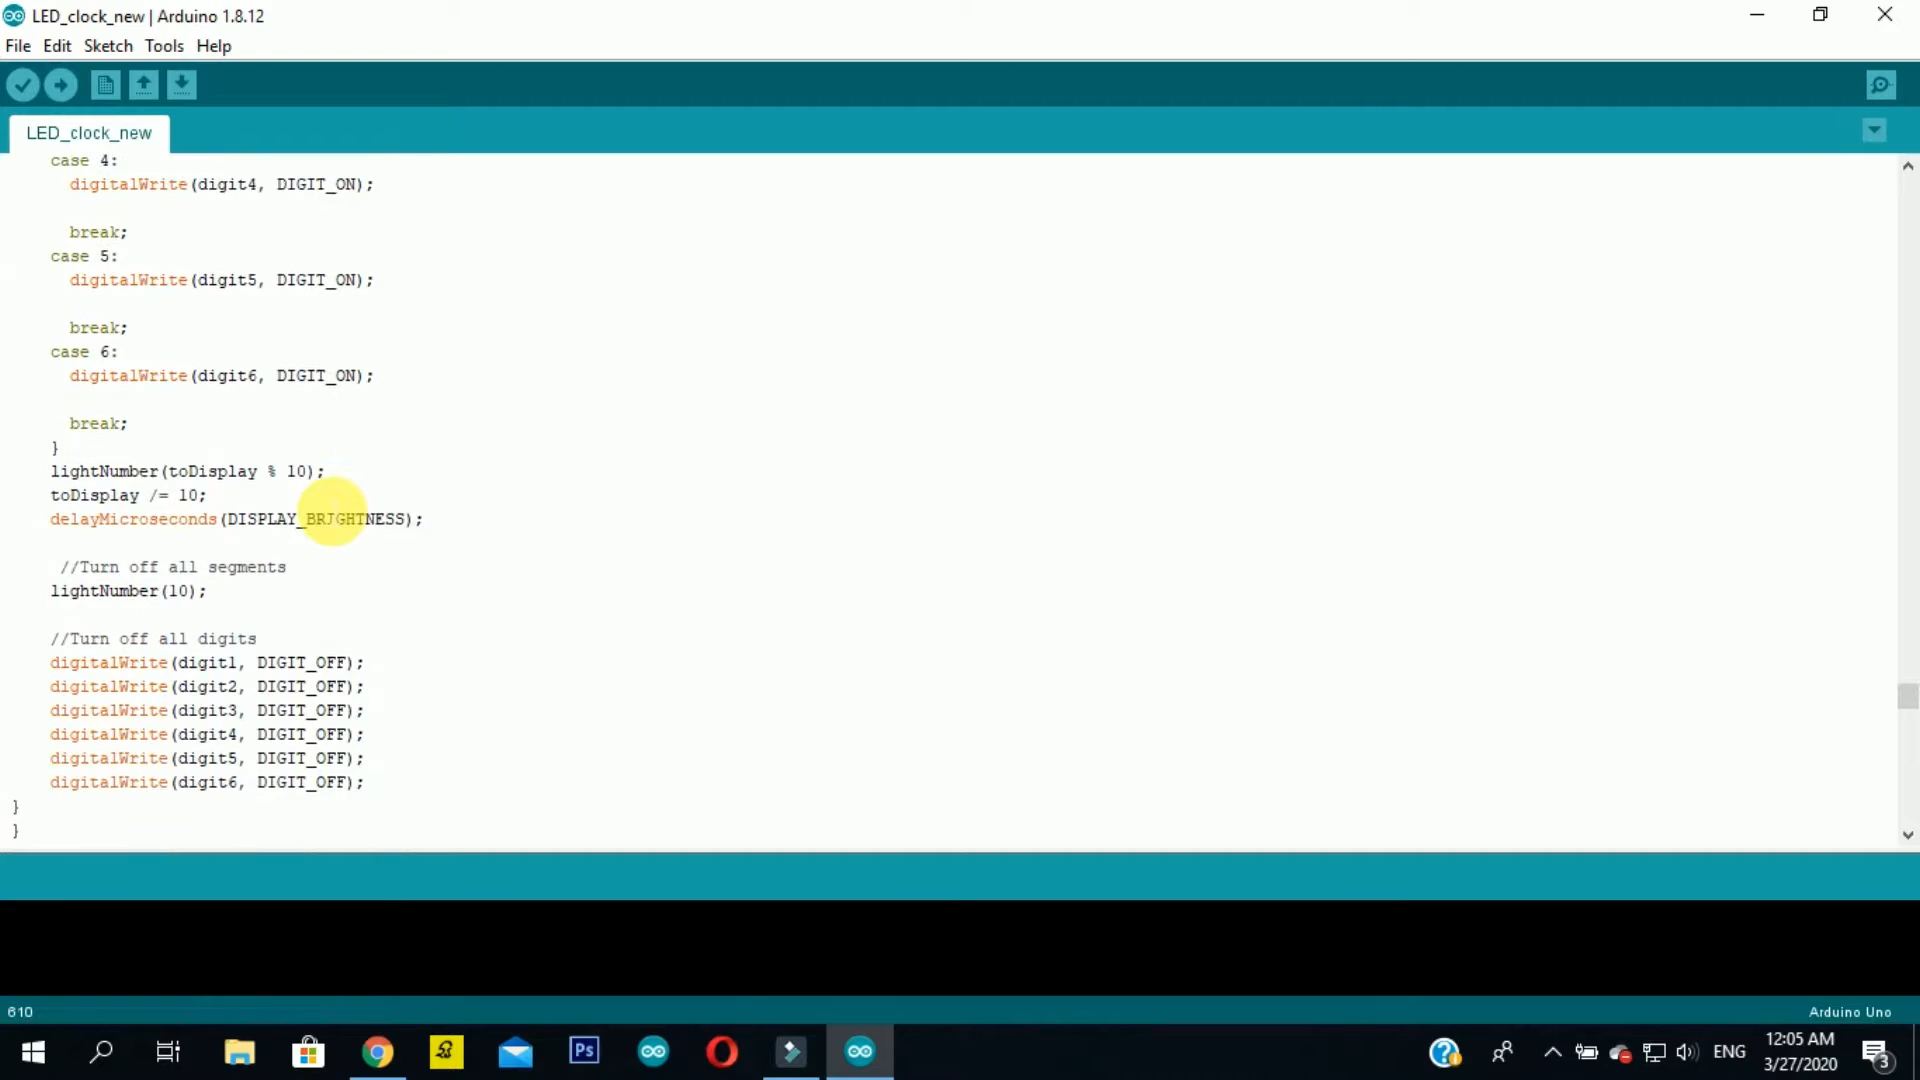 LED_clock_new | Arduino 1.8.12
File Edit Sketch Tools Help
LED_clock_new
case 4:
digitalWrite(digit4, DIGIT_ON);
break;
case 5:
digitalWrite(digit5, DIGIT_ON);
break;
case 6:
digitalWrite(digit6, DIGIT_ON);
break;
}
lightNumber(toDisplay % 10);
toDisplay /= 10;
delayMicroseconds(DISPLAY_BRIGHTNESS);
//Turn off all segments
lightNumber(10);
//Turn off all digits
digitalWrite(digit1, DIGIT_OFF);
digitalWrite(digit2, DIGIT_OFF);
digitalWrite(digit3, DIGIT_OFF);
digitalWrite(digit4, DIGIT_OFF);
digitalWrite(digit5, DIGIT_OFF);
digitalWrite(digit6, DIGIT_OFF);
}
}
610
Arduino Uno
Ps
ENG
12:05 AM
3/27/2020
3